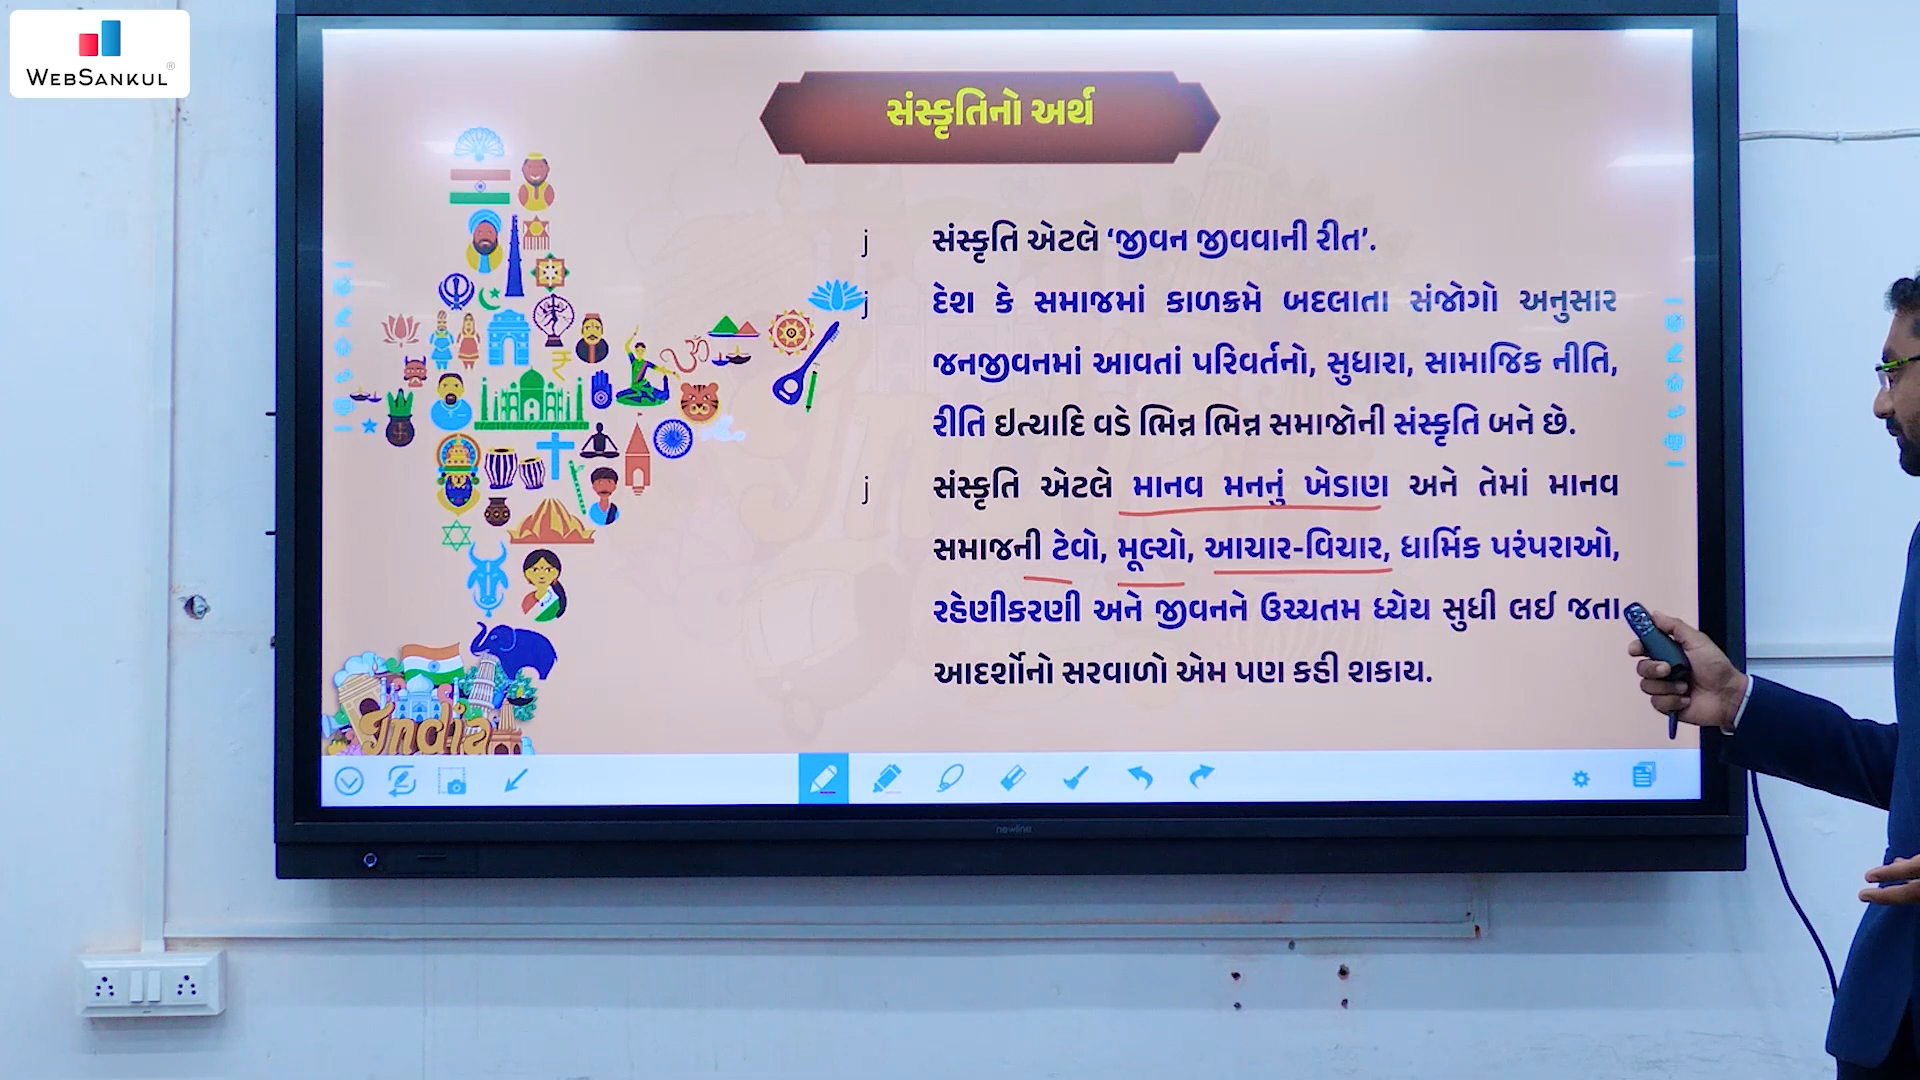 WEBSANKUL®
સંસ્કૃતિનો અર્થ
j સંસ્કૃતિ એટલે ‘જીવન જીવવાની રીત’.
j દેશ કે સમાજમાં કાળક્રમે બદલાતા સંજોગો અનુસાર
જનજીવનમાં આવતાં પરિવર્તનો, સુધારા, સામાજિક નીતિ,
રીતિ ઇત્યાદિ વડે ભિન્ન ભિન્ન સમાજોની સંસ્કૃતિ બને છે.
j સંસ્કૃતિ એટલે માનવ મનનું ખેડાણ અને તેમાં માનવ
સમાજની ટેવો, મૂલ્યો, આચાર-વિચાર, ધાર્મિક પરંપરાઓ,
રહેણીકરણી અને જીવનને ઉચ્ચતમ ધ્યેય સુધી લઈ જતા
આદર્શોનો સરવાળો એમ પણ કહી શકાય.
India
newline